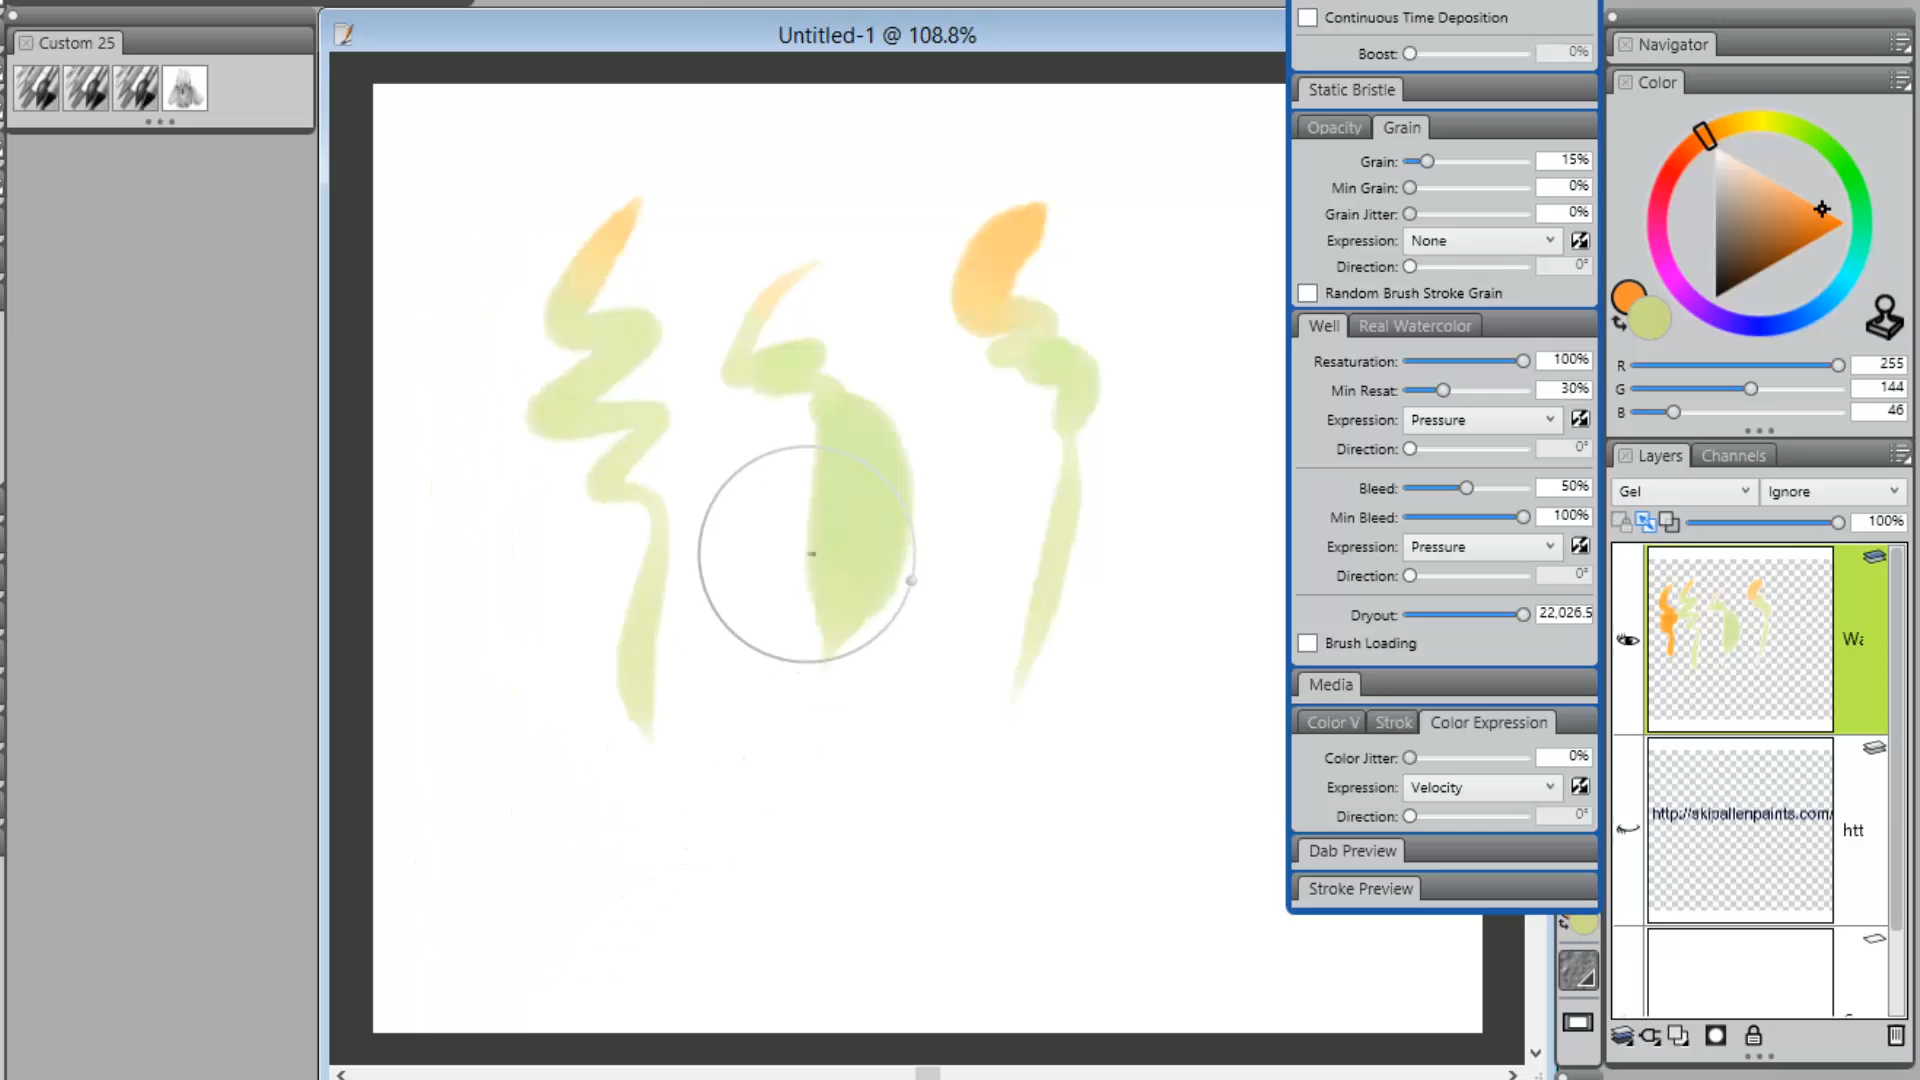 Custom 25
Untitled-1 @ 108.8%
Continuous Time Deposition
Boost: 0%
Static Bristle
Opacity Grain
Grain: 15%
Min Grain: 0%
Grain Jitter: 0%
Expression: None
Direction: 0°
Random Brush Stroke Grain
Well Real Watercolor
Resaturation: 100%
Min Resat: 30%
Expression: Pressure
Direction: 0°
Bleed: 50%
Min Bleed: 100%
Expression: Pressure
Direction: 0°
Dryout: 22,026.5
Brush Loading
Media
Color V Strok Color Expression
Color Jitter: 0%
Expression: Velocity
Direction: 0°
Dab Preview
Stroke Preview
Navigator
Color
R 255
G 144
B 46
Layers Channels
Gel Ignore
100%
Wa
http://skipallenpaints.com/
htt